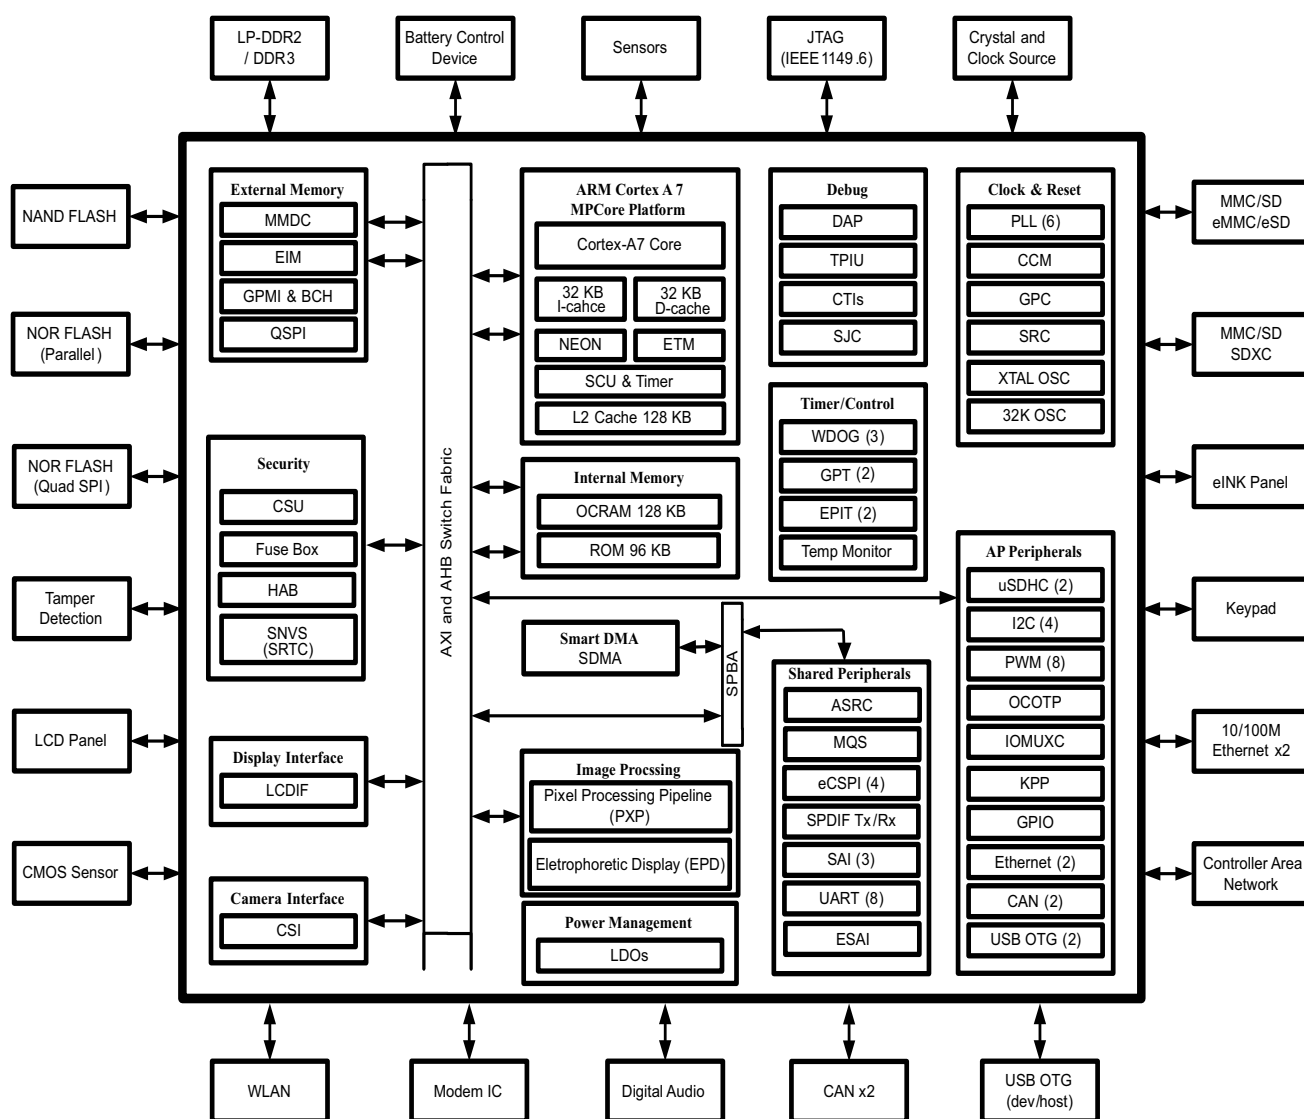 LP-DDR2
/ DDR3
Battery Control
Device
Sensors
JTAG
(IEEE1149.6)
Crystal and
Clock Source
NAND FLASH
NOR FLASH
(Parallel)
NOR FLASH
(Quad SPI)
Tamper
Detection
LCD Panel
CMOS Sensor
External Memory
MMDC
EIM
GPMI & BCH
QSPI
Security
CSU
Fuse Box
HAB
SNVS
(SRTC)
Display Interface
LCDIF
Camera Interface
CSI
AXI and AHB Switch Fabric
ARM Cortex A 7
MPCore Platform
Cortex-A7 Core
32 KB
I-cahce
32 KB
D-cache
NEON
ETM
SCU & Timer
L2 Cache 128 KB
Internal Memory
OCRAM 128 KB
ROM 96 KB
Smart DMA
SDMA
SPBA
Image Procssing
Pixel Processing Pipeline
(PXP)
Eletrophoretic Display (EPD)
Power Management
LDOs
Debug
DAP
TPIU
CTIs
SJC
Timer/Control
WDOG (3)
GPT (2)
EPIT (2)
Temp Monitor
Shared Peripherals
ASRC
MQS
eCSPI (4)
SPDIF Tx/Rx
SAI (3)
UART (8)
ESAI
Clock & Reset
PLL (6)
CCM
GPC
SRC
XTAL OSC
32K OSC
AP Peripherals
uSDHC (2)
I2C (4)
PWM (8)
OCOTP
IOMUXC
KPP
GPIO
Ethernet (2)
CAN (2)
USB OTG (2)
MMC/SD
eMMC/eSD
MMC/SD
SDXC
eINK Panel
Keypad
10/100M
Ethernet x2
Controller Area
Network
WLAN
Modem IC
Digital Audio
CAN x2
USB OTG
(dev/host)